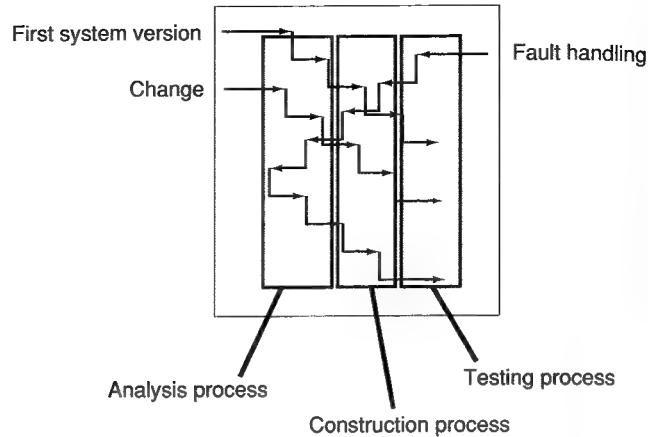 First system version
Fault handling
Change
Analysis process
Testing process
Construction process